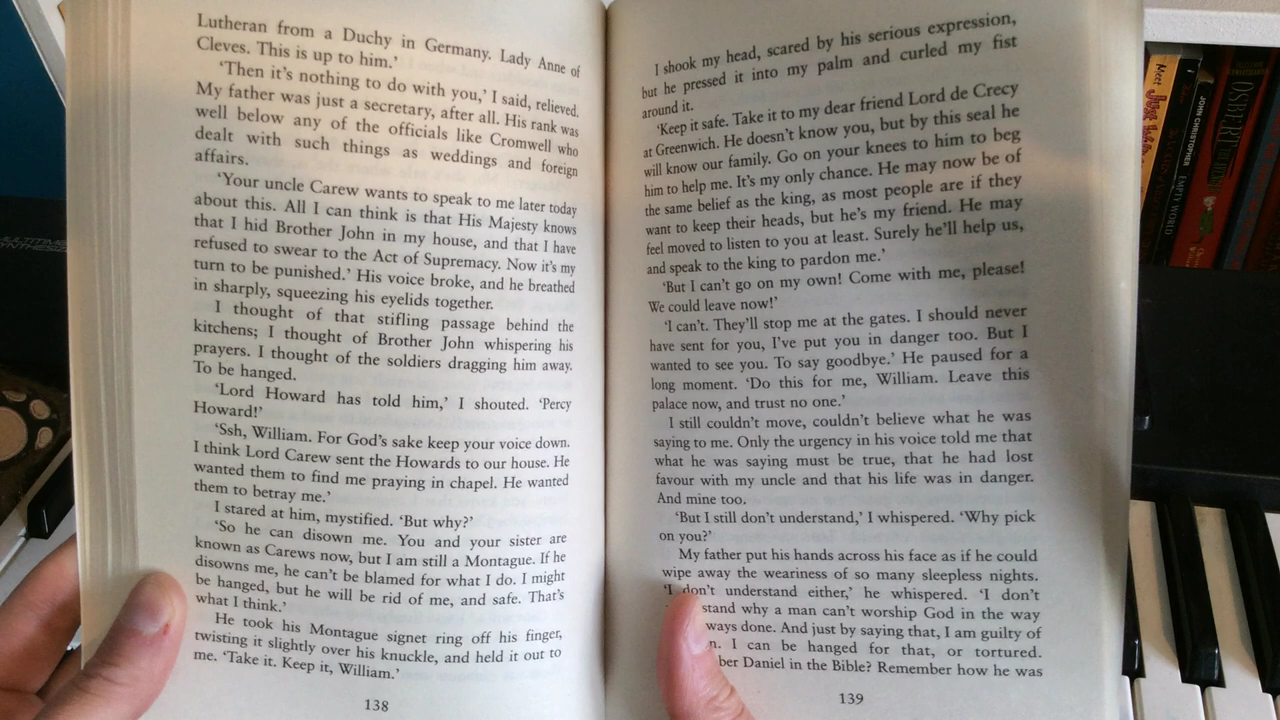 Lutheran from a Duchy in Germany. Lady Anne of
Cleves. This is up to him.’
‘Then it’s nothing to do with you,’ I said, relieved.
My father was just a secretary, after all. His rank was
well below any of the officials like Cromwell who
dealt with such things as weddings and foreign
affairs.
‘Your uncle Carew wants to speak to me later today
about this. All I can think is that His Majesty knows
that I hid Brother John in my house, and that I have
refused to swear to the Act of Supremacy. Now it’s my
turn to be punished.’ His voice broke, and he breathed
in sharply, squeezing his eyelids together.
I thought of that stifling passage behind the
kitchens; I thought of Brother John whispering his
prayers. I thought of the soldiers dragging him away.
To be hanged.
‘Lord Howard has told him,’ I shouted. ‘Percy
Howard!’
‘Ssh, William. For God’s sake keep your voice down.
I think Lord Carew sent the Howards to our house. He
wanted them to find me praying in chapel. He wanted
them to betray me.’
I stared at him, mystified. ‘But why?’
‘So he can disown me. You and your sister are
known as Carews now, but I am still a Montague. If he
disowns me, he can’t be blamed for what I do. I might
be hanged, but he will be rid of me, and safe. That’s
what I think.’
He took his Montague signet ring off his finger,
twisting it slightly over his knuckle, and held it out to
me. ‘Take it. Keep it, William.’
138
I shook my head, scared by his serious expression,
but he pressed it into my palm and curled my fist
around it.
‘Keep it safe. Take it to my dear friend Lord de Crecy
at Greenwich. He doesn’t know you, but by this seal he
will know our family. Go on your knees to him to beg
him to help me. It’s my only chance. He may now be of
the same belief as the king, as most people are if they
want to keep their heads, but he’s my friend. He may
feel moved to listen to you at least. Surely he’ll help us,
and speak to the king to pardon me.’
‘But I can’t go on my own! Come with me, please!
We could leave now!’
‘I can’t. They’ll stop me at the gates. I should never
have sent for you, I’ve put you in danger too. But I
wanted to see you. To say goodbye.’ He paused for a
long moment. ‘Do this for me, William. Leave this
palace now, and trust no one.’
I still couldn’t move, couldn’t believe what he was
saying to me. Only the urgency in his voice told me that
what he was saying must be true, that he had lost
favour with my uncle and that his life was in danger.
And mine too.
‘But I still don’t understand,’ I whispered. ‘Why pick
on you?’
My father put his hands across his face as if he could
wipe away the weariness of so many sleepless nights.
‘I don’t understand either,’ he whispered. ‘I don’t
stand why a man can’t worship God in the way
ways done. And just by saying that, I am guilty of
n. I can be hanged for that, or tortured.
ber Daniel in the Bible? Remember how he was
139
Meet
JOHN CHRISTOPHER
EMPTY WORLD